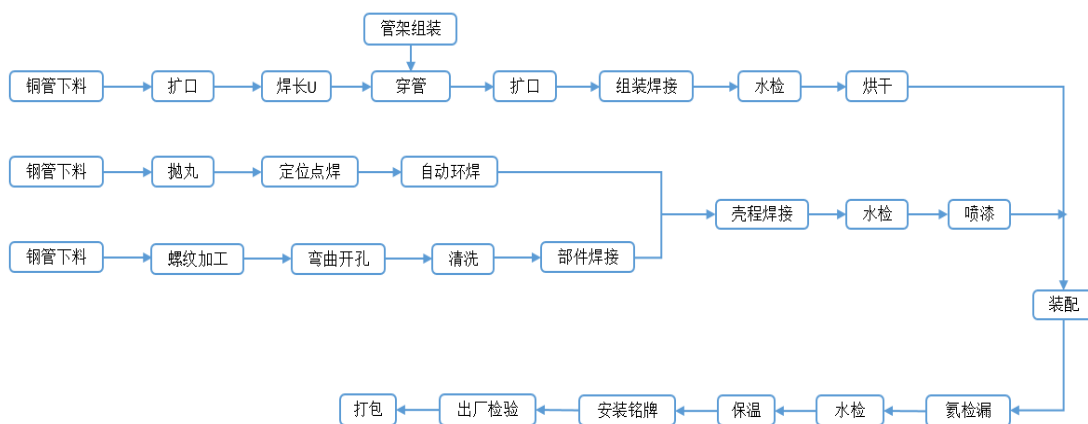 管架组装
铜管下料
扩口
焊长U
穿管
扩口
组装焊接
水检
烘干
钢管下料
抛丸
定位点焊
自动环焊
壳程焊接
水检
喷漆
钢管下料
螺纹加工
弯曲开孔
清洗
部件焊接
装配
打包
出厂检验
安装铭牌
保温
水检
氦检漏